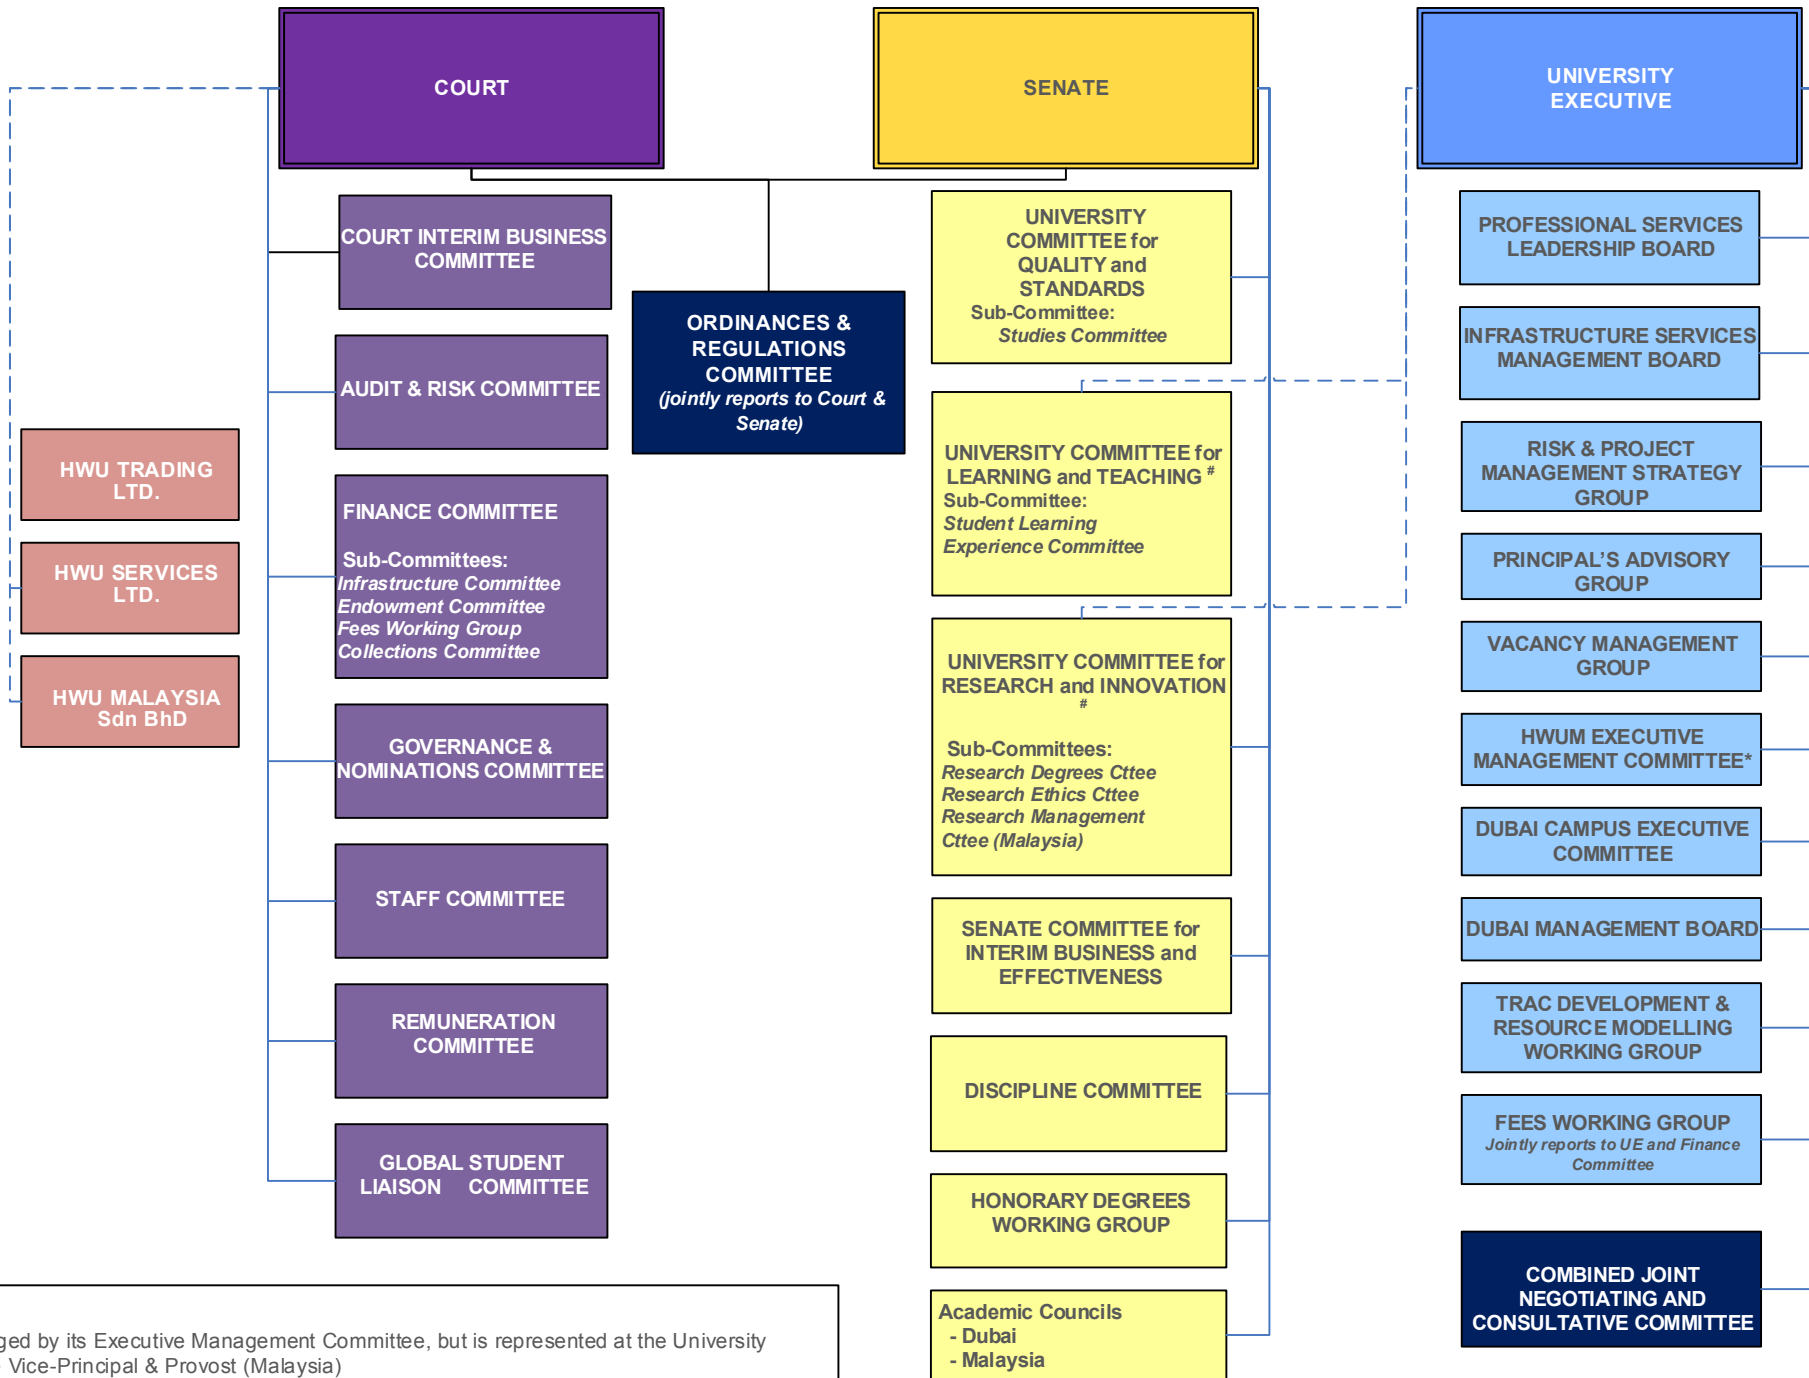 COURT
SENATE
UNIVERSITY
EXECUTIVE
HWU TRADING
LTD.
HWU SERVICES
LTD.
HWU MALAYSIA
Sdn BhD
COURT INTERIM BUSINESS
COMMITTEE
AUDIT & RISK COMMITTEE
FINANCE COMMITTEE
Sub-Committees:
Infrastructure Committee
Endowment Committee
Fees Working Group
Collections Committee
GOVERNANCE &
NOMINATIONS COMMITTEE
STAFF COMMITTEE
REMUNERATION
COMMITTEE
GLOBAL STUDENT
LIAISON COMMITTEE
ORDINANCES &
REGULATIONS
COMMITTEE
(jointly reports to Court &
Senate)
UNIVERSITY
COMMITTEE for
QUALITY and
STANDARDS
Sub-Committee:
Studies Committee
UNIVERSITY COMMITTEE for
LEARNING and TEACHING #
Sub-Committee:
Student Learning
Experience Committee
UNIVERSITY COMMITTEE for
RESEARCH and INNOVATION
#
Sub-Committees:
Research Degrees Cttee
Research Ethics Cttee
Research Management
Cttee (Malaysia)
SENATE COMMITTEE for
INTERIM BUSINESS and
EFFECTIVENESS
DISCIPLINE COMMITTEE
HONORARY DEGREES
WORKING GROUP
Academic Councils
- Dubai
- Malaysia
PROFESSIONAL SERVICES
LEADERSHIP BOARD
INFRASTRUCTURE SERVICES
MANAGEMENT BOARD
RISK & PROJECT
MANAGEMENT STRATEGY
GROUP
PRINCIPAL'S ADVISORY
GROUP
VACANCY MANAGEMENT
GROUP
HWUM EXECUTIVE
MANAGEMENT COMMITTEE*
DUBAI CAMPUS EXECUTIVE
COMMITTEE
DUBAI MANAGEMENT BOARD
TRAC DEVELOPMENT &
RESOURCE MODELLING
WORKING GROUP
FEES WORKING GROUP
Jointly reports to UE and Finance
Committee
COMBINED JOINT
NEGOTIATING AND
CONSULTATIVE COMMITTEE
by its Executive Management Committee, but is represented at the University
Vice-Principal & Provost (Malaysia)